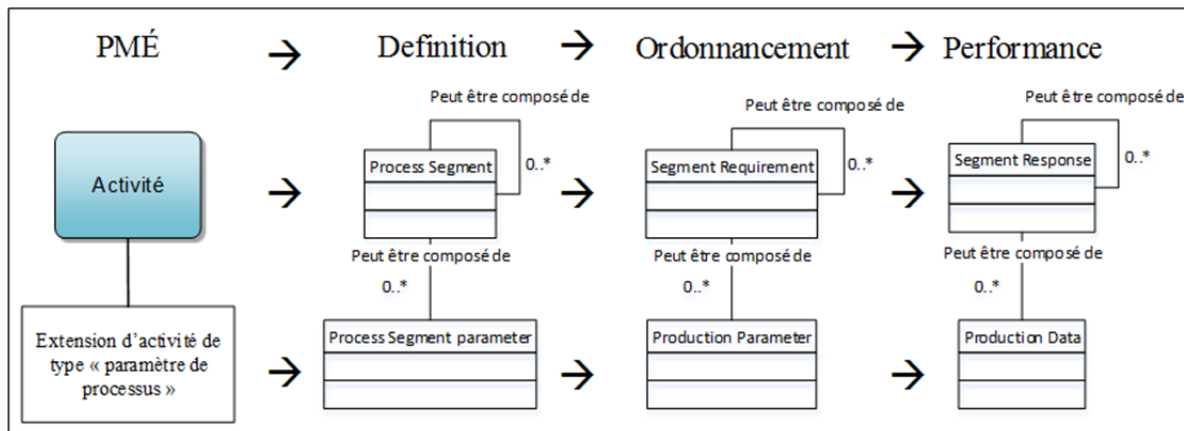 PMÉ → Definition → Ordonnancement → Performance
Peut être composé de
Peut être composé de
Peut être composé de
Activité
→
Process Segment
0..*
→
Segment Requirement
0..*
→
Segment Response
0..*
Peut être composé de
Peut être composé de
Peut être composé de
0..*
0..*
0..*
Extension d’activité de
type « paramètre de
processus »
→
Process Segment parameter
→
Production Parameter
→
Production Data